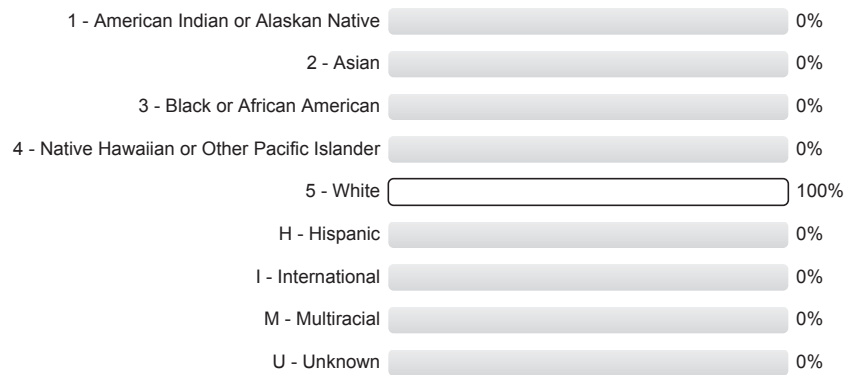 1 - American Indian or Alaskan Native 0%
2 - Asian 0%
3 - Black or African American 0%
4 - Native Hawaiian or Other Pacific Islander 0%
5 - White 100%
H - Hispanic 0%
I - International 0%
M - Multiracial 0%
U - Unknown 0%